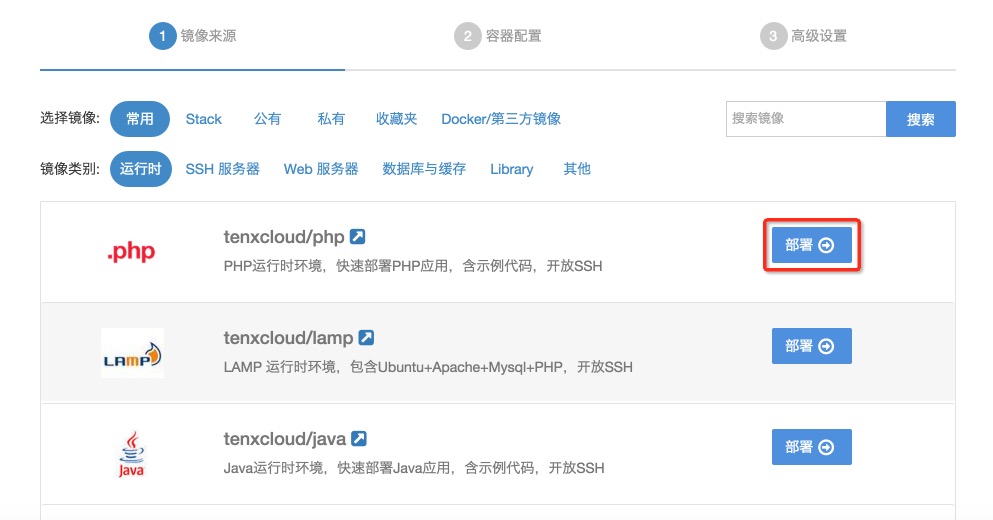 1 镜像来源 2 容器配置 3 高级设置
选择镜像: 常用 Stack 公有 私有 收藏夹 Docker/第三方镜像 搜索镜像 搜索
镜像类别: 运行时 SSH 服务器 Web 服务器 数据库与缓存 Library 其他
.php
tenxcloud/php
PHP运行时环境，快速部署PHP应用，含示例代码，开放SSH
部署
LAMP
tenxcloud/lamp
LAMP 运行时环境，包含Ubuntu+Apache+Mysql+PHP，开放SSH
部署
Java
tenxcloud/java
Java运行时环境，快速部署Java应用，含示例代码，开放SSH
部署